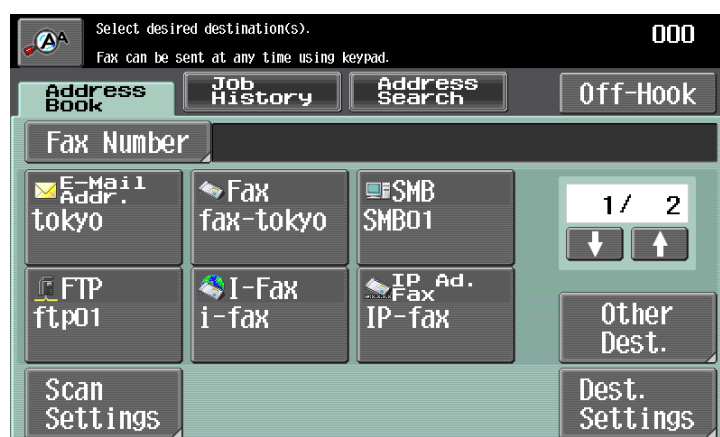 Select desired destination(s).
000
Fax can be sent at any time using keypad.
Address
Book
Job
History
Address
Search
Off-Hook
Fax Number
E-Mail
Addr.
tokyo
Fax
fax-tokyo
SMB
SMB01
1/ 2
FTP
ftp01
I-Fax
i-fax
IP Ad.
Fax
IP-fax
Other
Dest.
Scan
Settings
Dest.
Settings